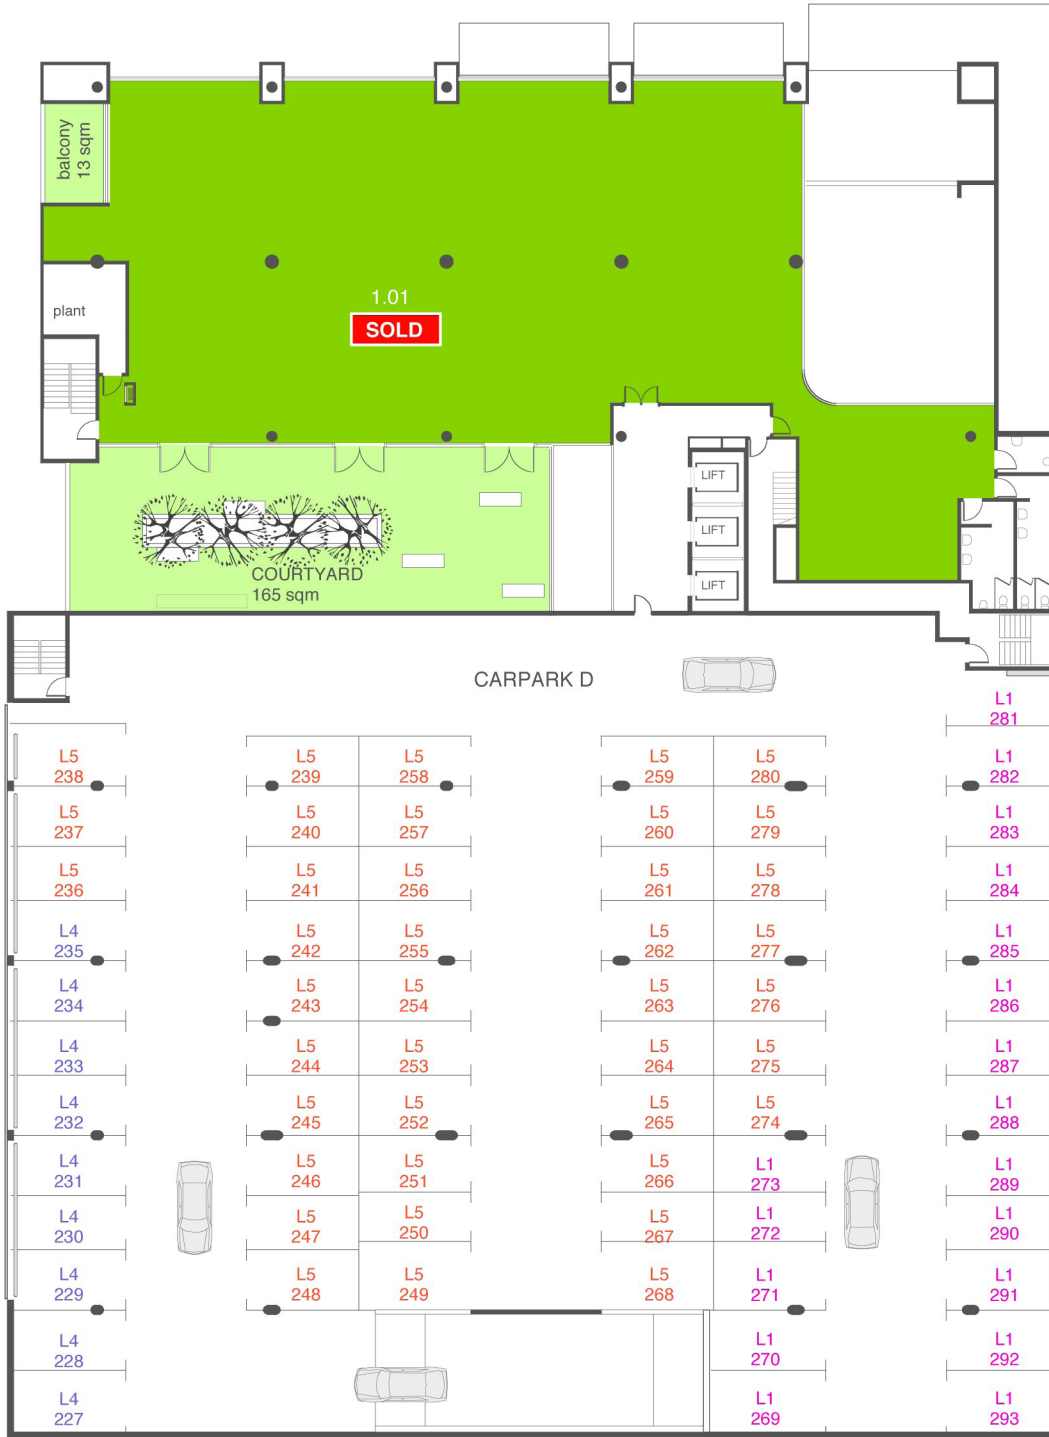 balcony
13 sqm
plant
1.01
SOLD
LIFT
LIFT
LIFT
COURTYARD
165 sqm
CARPARK D
L1
281
L5
238
L5
239
L5
258
L5
259
L5
280
L1
282
L5
237
L5
240
L5
257
L5
260
L5
279
L1
283
L5
236
L5
241
L5
256
L5
261
L5
278
L1
284
L4
235
L5
242
L5
255
L5
262
L5
277
L1
285
L4
234
L5
243
L5
254
L5
263
L5
276
L1
286
L4
233
L5
244
L5
253
L5
264
L5
275
L1
287
L4
232
L5
245
L5
252
L5
265
L5
274
L1
288
L4
231
L5
246
L5
251
L5
266
L1
273
L1
289
L4
230
L5
247
L5
250
L5
267
L1
272
L1
290
L4
229
L5
248
L5
249
L5
268
L1
271
L1
291
L4
228
L1
270
L1
292
L4
227
L1
269
L1
293